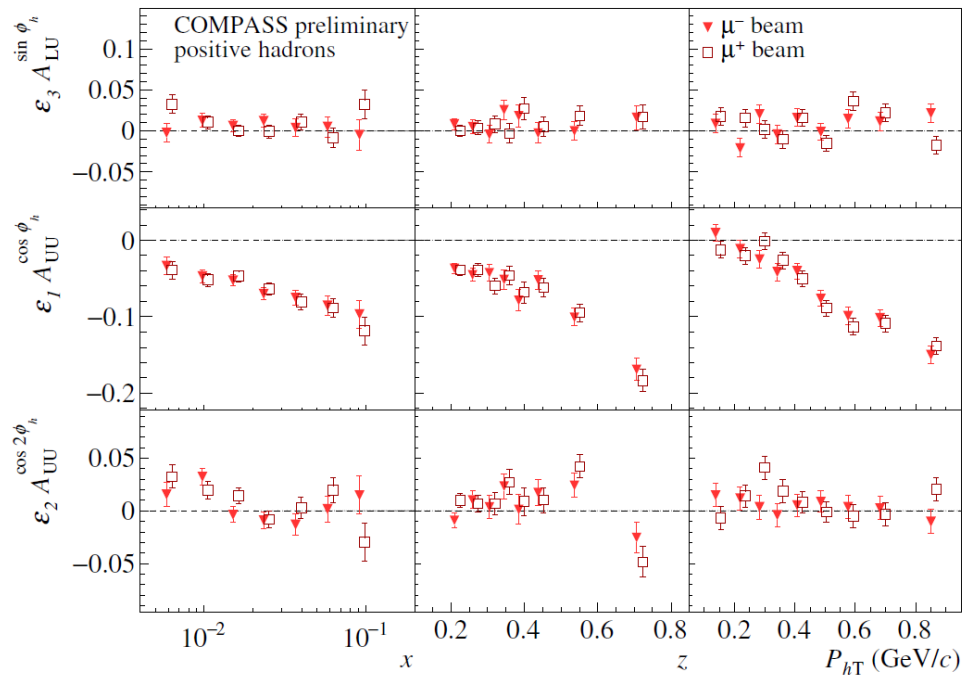 COMPASS preliminary
positive hadrons
μ⁻ beam
μ⁺ beam
ε₃ A_LU^sin ϕ_h
0.1
0.05
0
−0.05
ε₁ A_UU^cos ϕ_h
0
−0.1
−0.2
ε₂ A_UU^cos 2ϕ_h
0.05
0
−0.05
10⁻² 10⁻¹
x
0.2 0.4 0.6 0.8
z
0.2 0.4 0.6 0.8
P_hT (GeV/c)